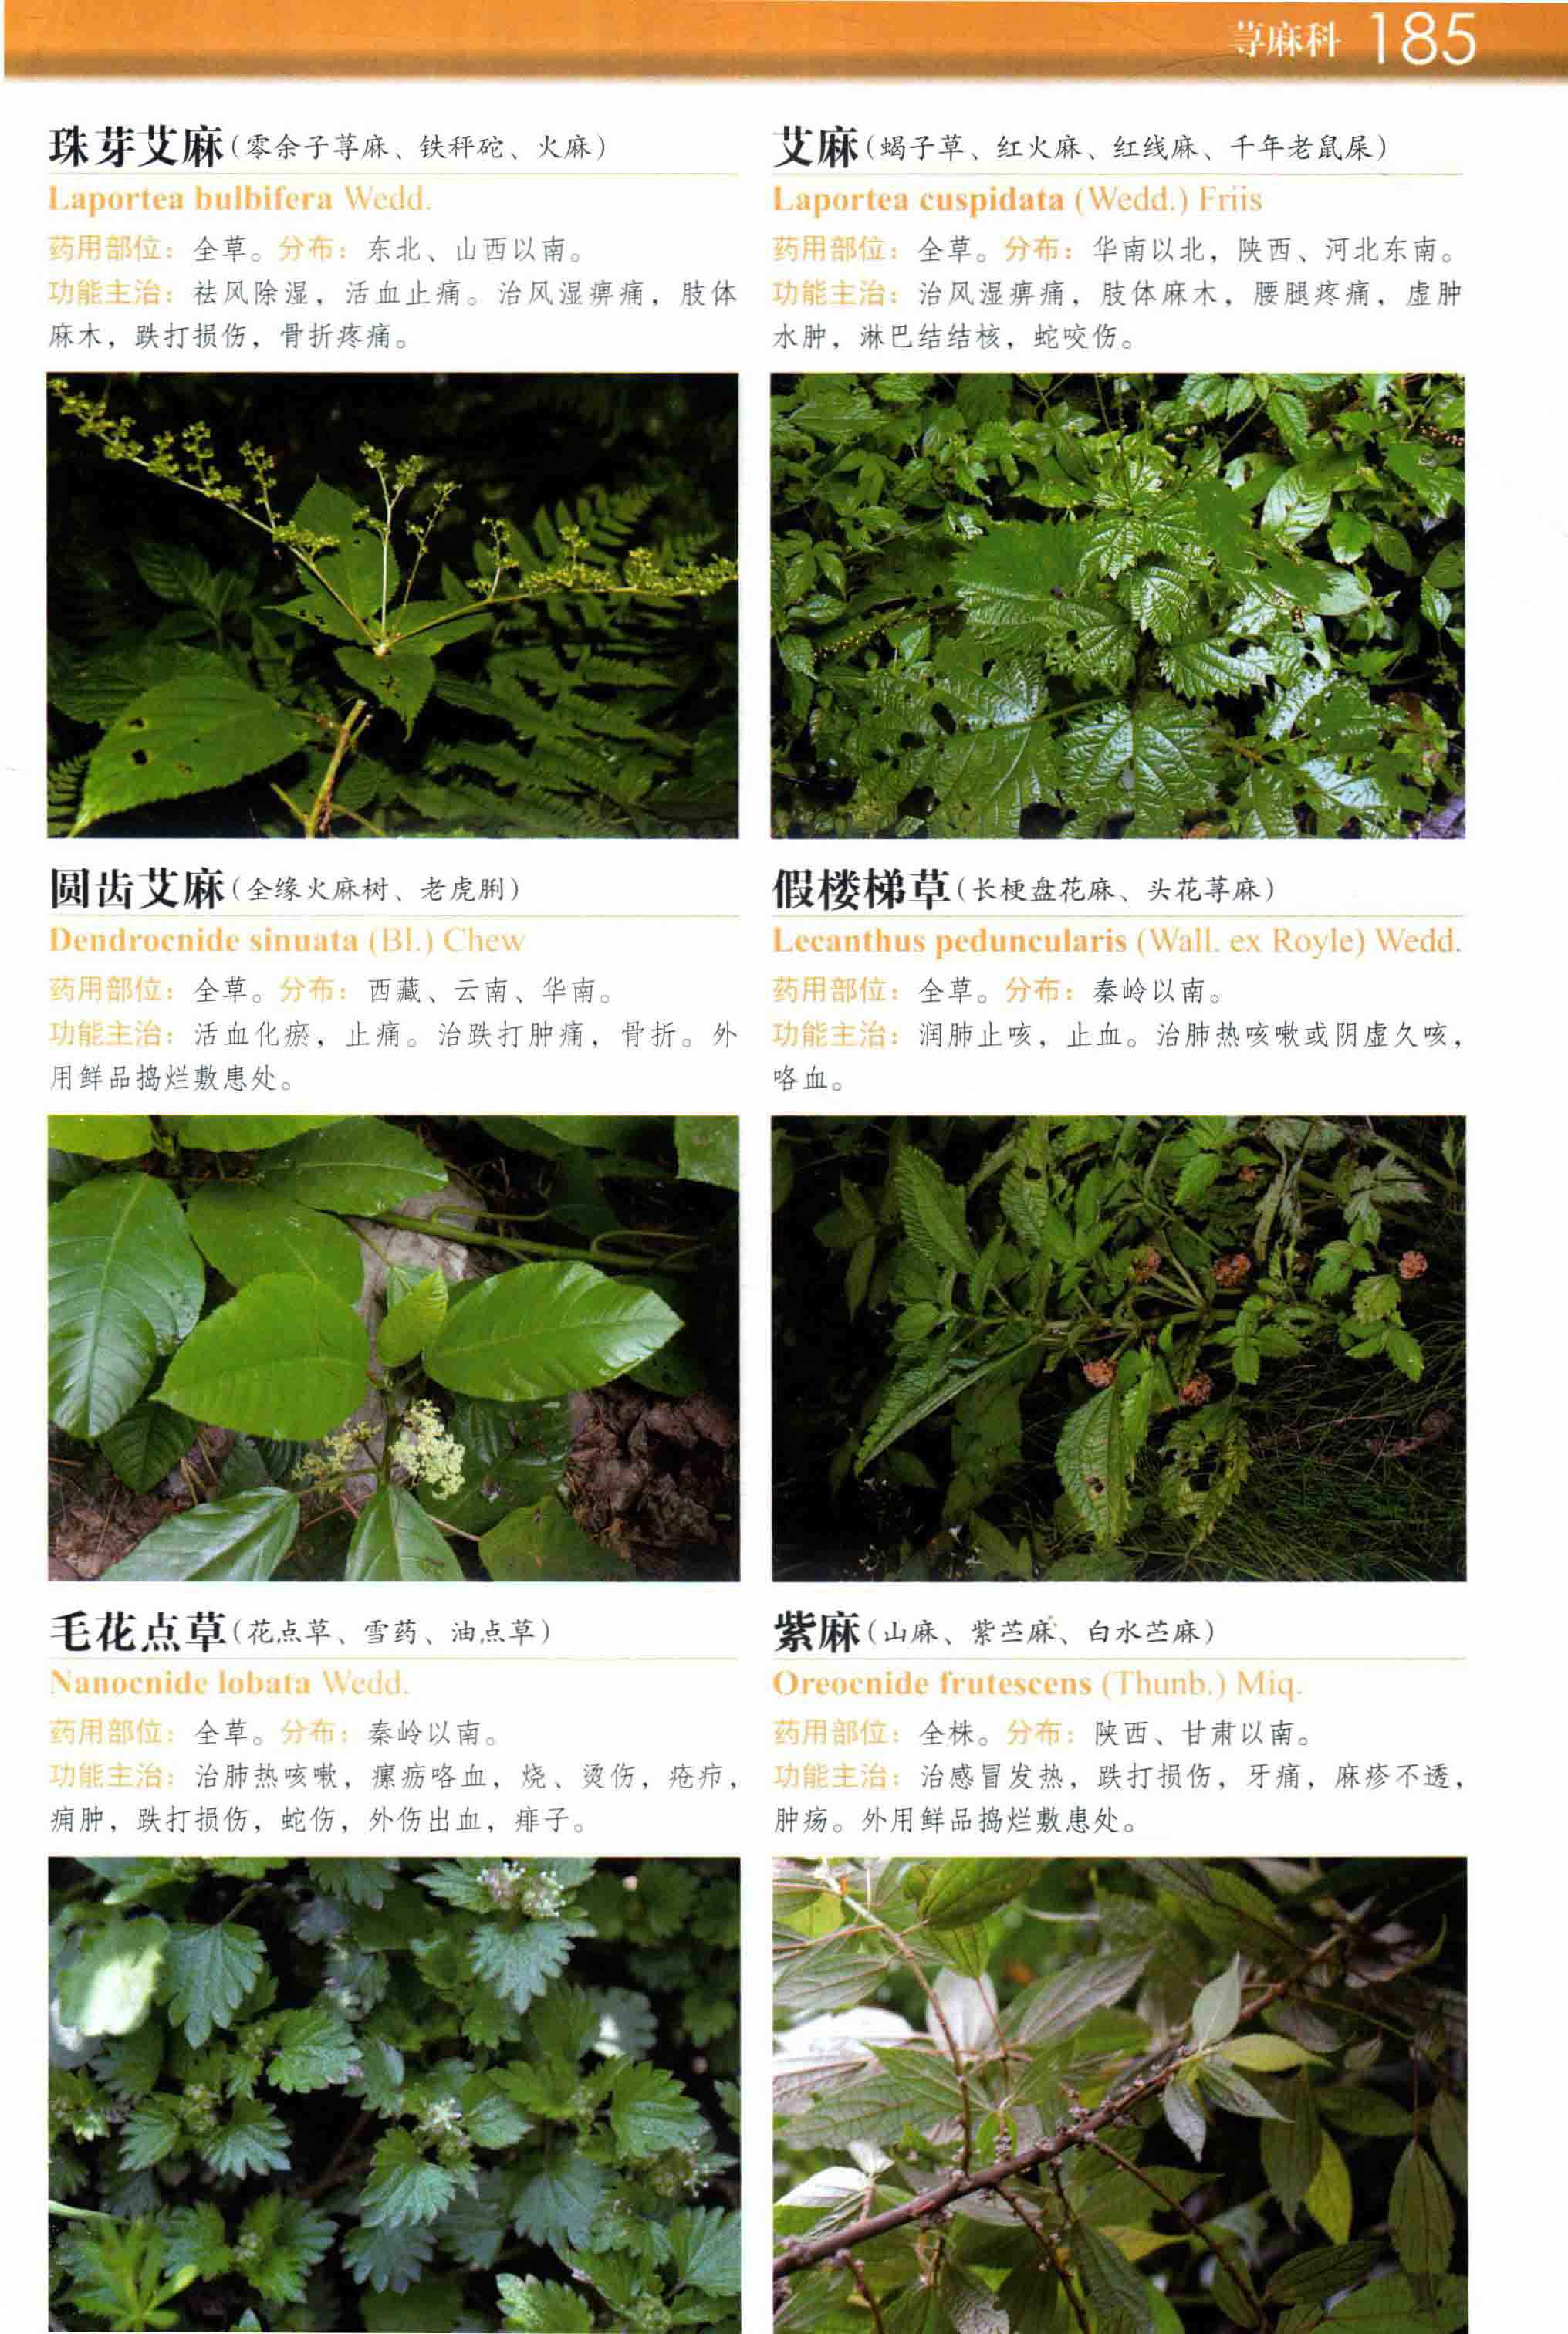 荨麻科 185
珠芽艾麻(零余子荨麻、铁秤砣、火麻)
Laportea bulbifera Wedd.
药用部位：全草。分布：东北、山西以南。
功能主治：祛风除湿，活血止痛。治风湿痹痛，肢体
麻木，跌打损伤，骨折疼痛。
艾麻(蝎子草、红火麻、红线麻、千年老鼠屎)
Laportea cuspidata (Wedd.) Friis
药用部位：全草。分布：华南以北，陕西、河北东南。
功能主治：治风湿痹痛，肢体麻木，腰腿疼痛，虚肿
水肿，淋巴结结核，蛇咬伤。
圆齿艾麻(全缘火麻树、老虎脷)
Dendrocnide sinuata (Bl.) Chew
药用部位：全草。分布：西藏、云南、华南。
功能主治：活血化瘀，止痛。治跌打肿痛，骨折。外
用鲜品捣烂敷患处。
假楼梯草(长梗盘花麻、头花荨麻)
Lecanthus peduncularis (Wall. ex Royle) Wedd.
药用部位：全草。分布：秦岭以南。
功能主治：润肺止咳，止血。治肺热咳嗽或阴虚久咳，
咯血。
毛花点草(花点草、雪药、油点草)
Nanocnide lobata Wedd.
药用部位：全草。分布：秦岭以南。
功能主治：治肺热咳嗽，瘰疬咯血，烧、烫伤，疮疖，
痈肿，跌打损伤，蛇伤，外伤出血，痱子。
紫麻(山麻、紫苎麻、白水苎麻)
Oreocnide frutescens (Thunb.) Miq.
药用部位：全株。分布：陕西、甘肃以南。
功能主治：治感冒发热，跌打损伤，牙痛，麻疹不透，
肿疡。外用鲜品捣烂敷患处。